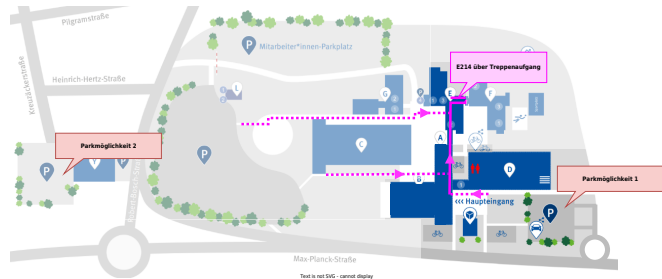 Pilgramstraße
P
Mitarbeiter*innen-Parkplatz
Heinrich-Hertz-Straße
Kreuzäckerstraße
E214 über Treppenaufgang
E
F
G
L
C
A
D
P
Parkmöglichkeit 2
P
V
P
Parkmöglichkeit 1
‹‹‹ Haupteingang
P
Max-Planck-Straße
Text is not SVG - cannot display